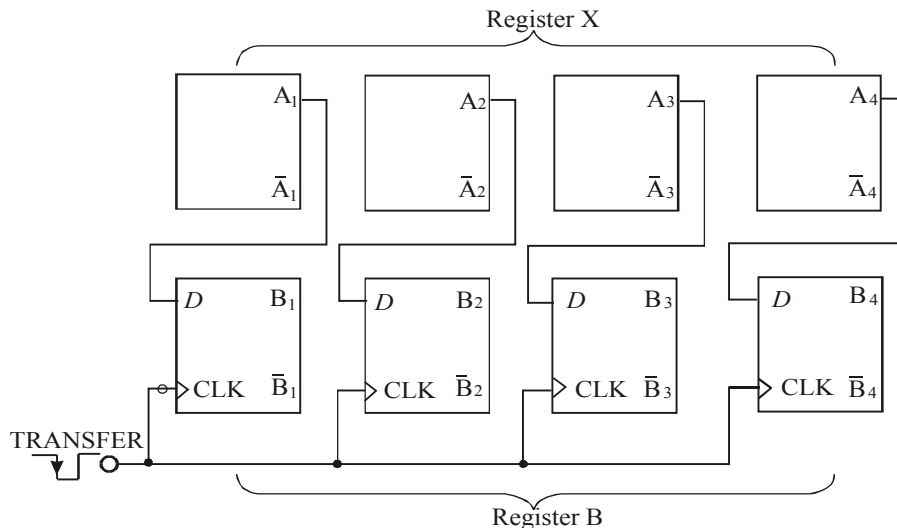 Register X
A1 A2 A3 A4
Ā1 Ā2 Ā3 Ā4
D B1 D B2 D B3 D B4
CLK B̄1 CLK B̄2 CLK B̄3 CLK B̄4
TRANSFER
Register B